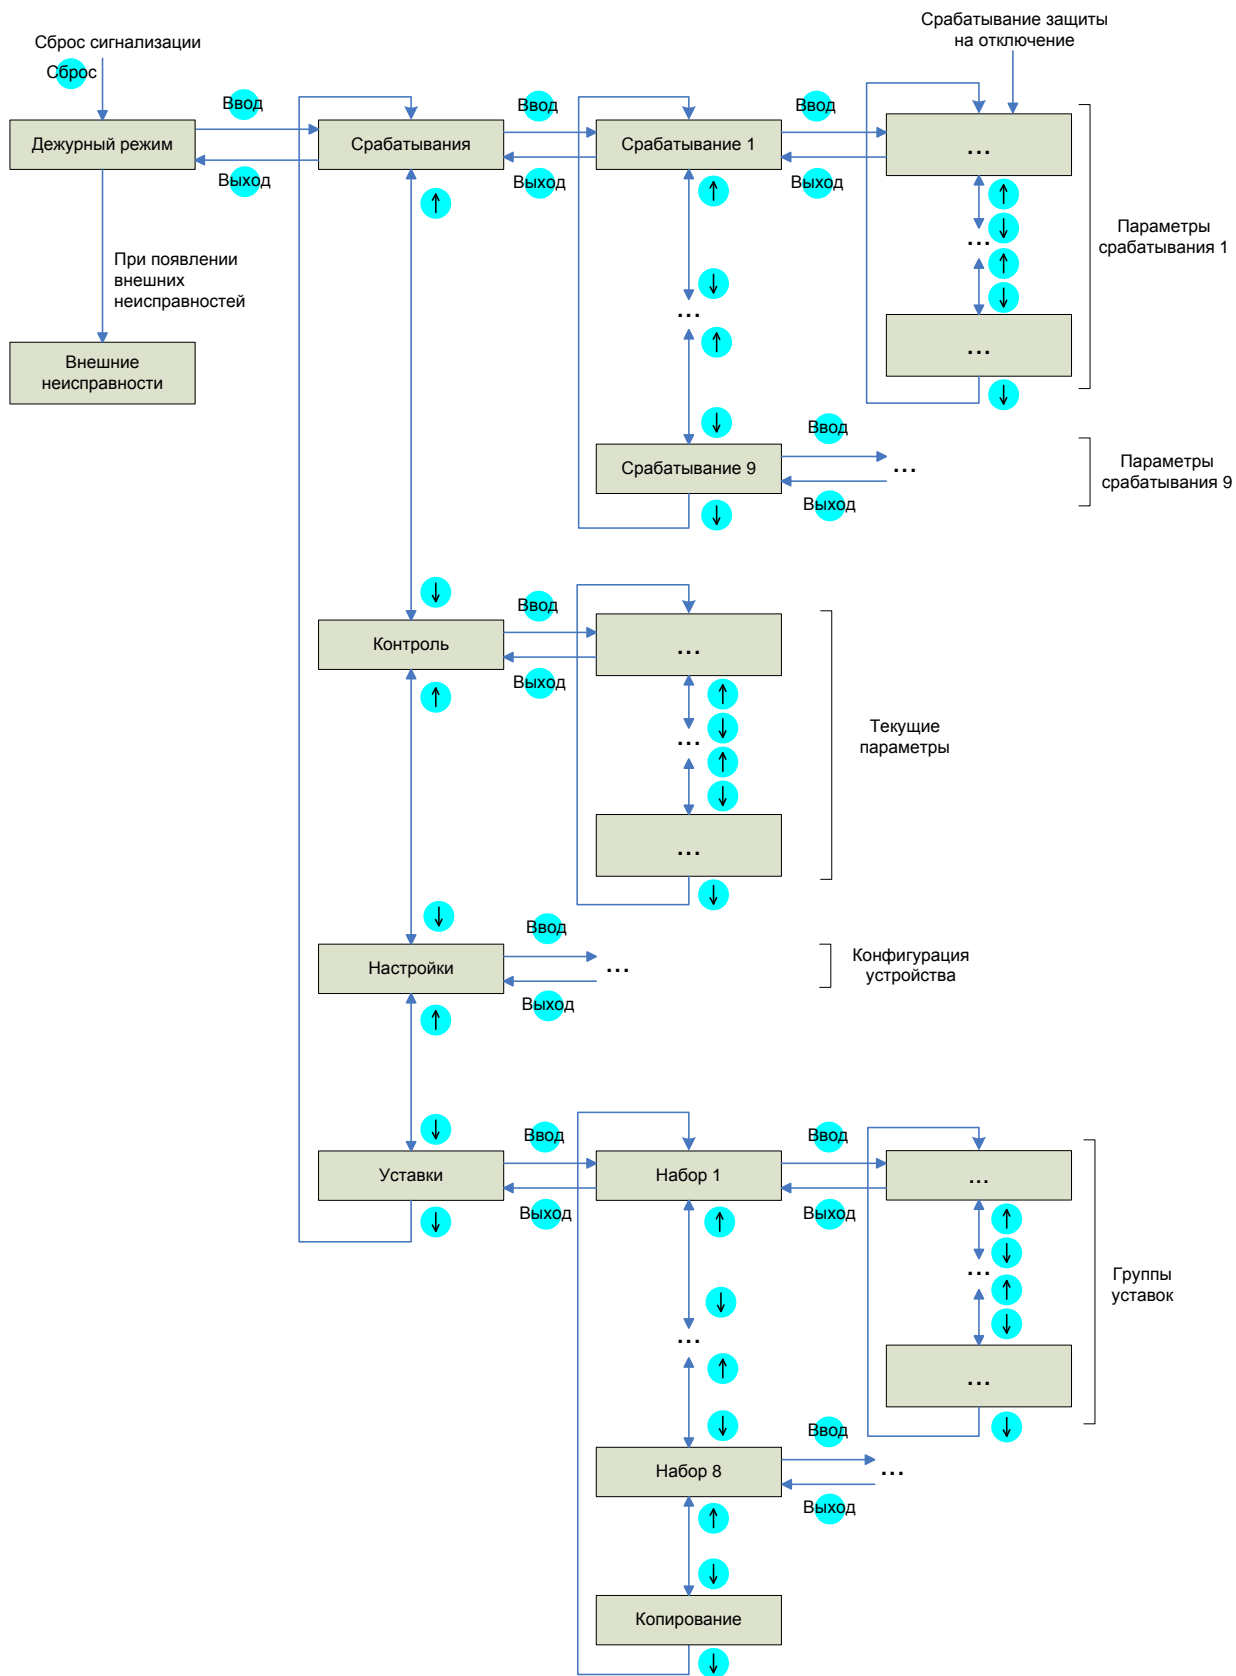 Сброс сигнализации
Сброс
Срабатывание защиты
на отключение
Ввод
Ввод
Ввод
Дежурный режим
Срабатывания
Срабатывание 1
...
Выход
Выход
Выход
↑
↑
↑
↓
...
↑
↓
Параметры
срабатывания 1
При появлении
внешних
неисправностей
↓
...
↑
...
Внешние
неисправности
↓
↓
Ввод
Срабатывание 9
...
Параметры
срабатывания 9
Выход
↓
↓
Ввод
Контроль
...
Выход
↑
↑
↓
...
↑
↓
Текущие
параметры
...
↓
↓
Ввод
Настройки
...
Конфигурация
устройства
Выход
↑
↓
Ввод
Ввод
Уставки
Набор 1
...
Выход
Выход
↓
↑
↑
↓
...
↑
↓
Группы
уставок
↓
...
↑
...
↓
↓
Ввод
Набор 8
...
Выход
↑
↓
Копирование
↓